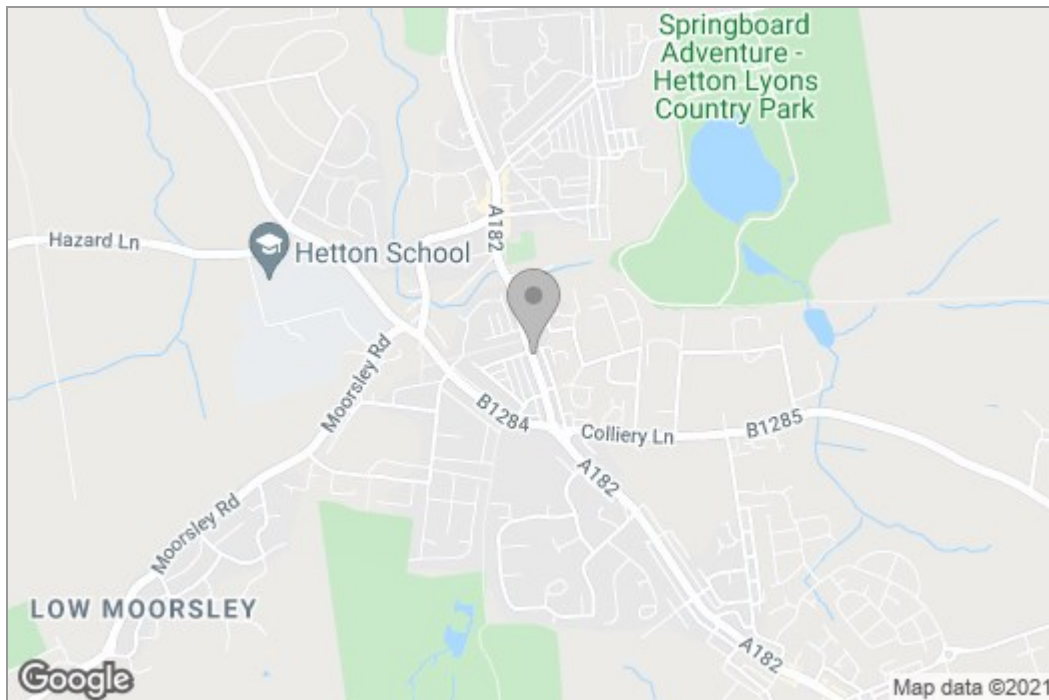 Springboard
Adventure -
Hetton Lyons
Country Park
A182
Hazard Ln
Hetton School
Moorsley Rd
B1284
Colliery Ln
B1285
A182
Moorsley Rd
LOW MOORSLEY
A182
Google
Map data ©2021